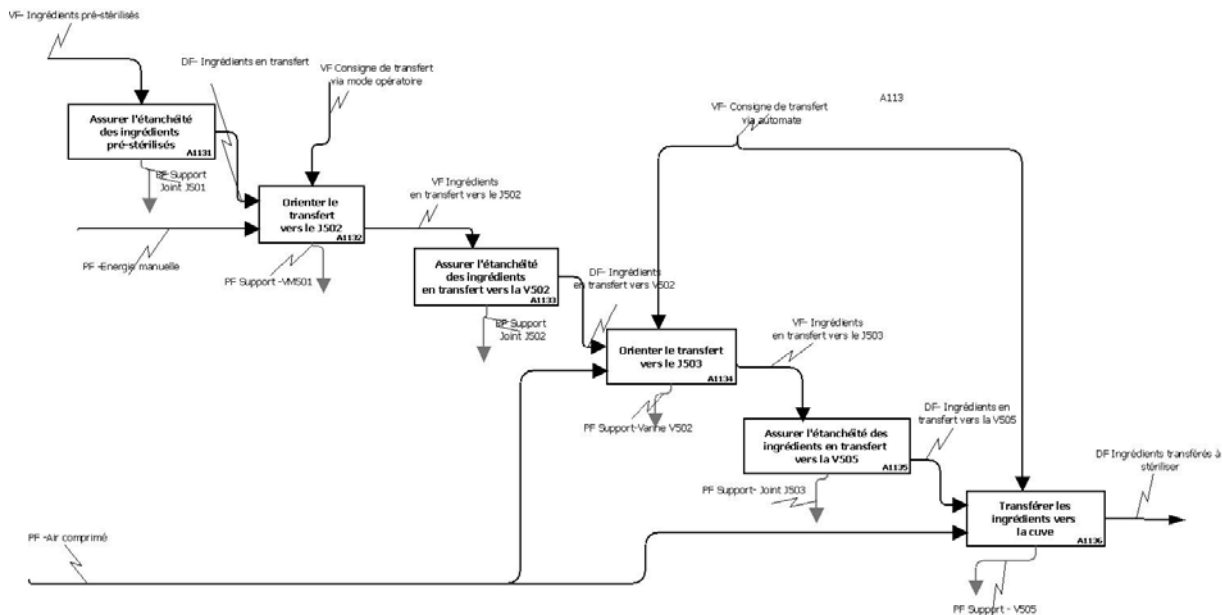 VF- Ingrédients pré-stérilisés
DF- Ingrédients en transfert
VF Consigne de transfert
via mode opératoire
A113
VF- Consigne de transfert
via automate
Assurer l'étanchéité
des ingrédients
pré-stérilisés
A1131
PF Support
Joint J501
Orienter le
transfert
vers le J502
A1132
VF Ingrédients
en transfert vers le J502
PF -Energie manuelle
PF Support -VM501
Assurer l'étanchéité
des ingrédients
en transfert vers la V502
A1133
DF- Ingrédients
en transfert vers V502
PF Support
Joint J502
Orienter le transfert
vers le J503
A1134
VF- Ingrédients
en transfert vers le J503
PF Support-Vanne V502
Assurer l'étanchéité des
ingrédients en transfert
vers la V505
A1135
DF- Ingrédients en
transfert vers la V505
PF Support- Joint J503
DF Ingrédients transférés à
stériliser
Transférer les
ingrédients vers
la cuve
A1136
PF -Air comprimé
PF Support - V505